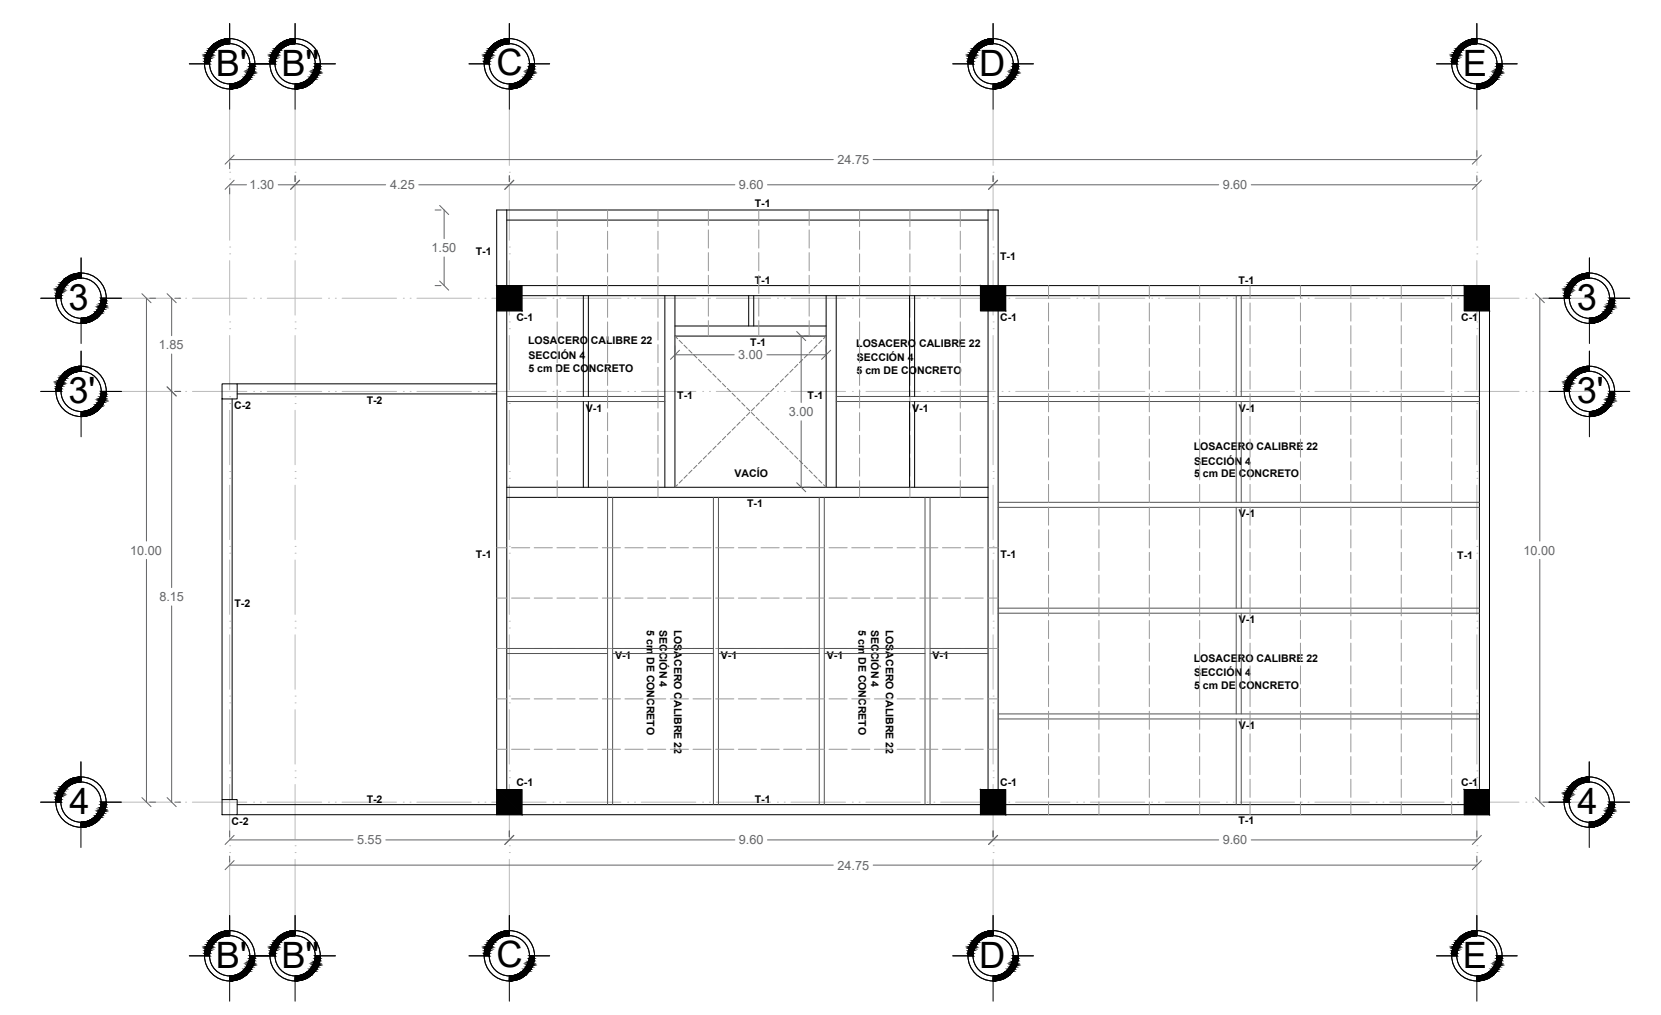 B' B'' C D E
24.75
1.30 4.25 9.60 9.60
T-1
1.50 T-1 T-1
T-1 T-1
3 3
C-1 C-1 C-1
LOSACERO CALIBRE 22
SECCIÓN 4
5 cm DE CONCRETO
T-1
3.00
LOSACERO CALIBRE 22
SECCIÓN 4
5 cm DE CONCRETO
1.85
3' 3'
C-2 T-2 V-1 T-1 T-1 V-1 V-1
3.00
LOSACERO CALIBRE 22
SECCIÓN 4
5 cm DE CONCRETO
VACÍO
T-1
V-1
10.00 T-1 T-1 T-1 10.00
8.15
T-2
V-1
V-1 V-1 V-1 V-1
LOSACERO CALIBRE 22
SECCIÓN 4
5 cm DE CONCRETO
LOSACERO CALIBRE 22
SECCIÓN 4
5 cm DE CONCRETO
LOSACERO CALIBRE 22
SECCIÓN 4
5 cm DE CONCRETO
V-1
C-1 C-1 C-1
4 4
T-2 T-1
C-2 T-1
5.55 9.60 9.60
24.75
B' B'' C D E